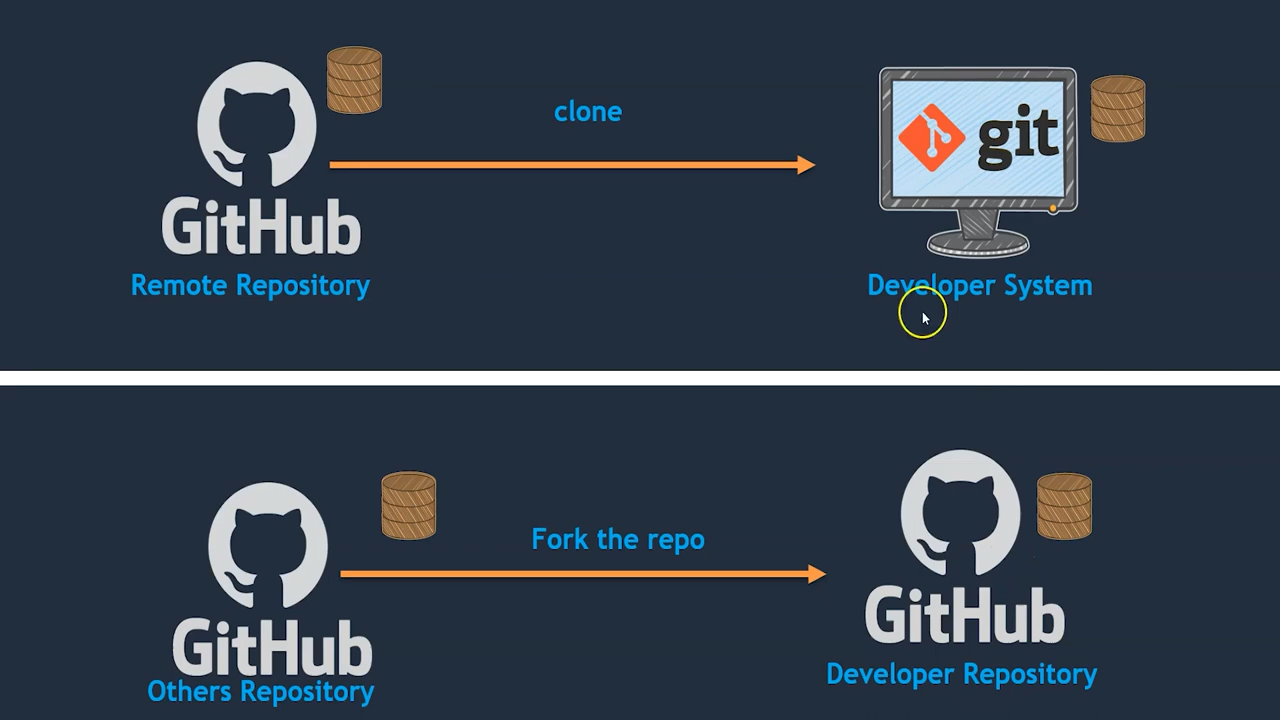 clone
git
GitHub
Remote Repository
Developer System
Fork the repo
GitHub
GitHub
Others Repository
Developer Repository